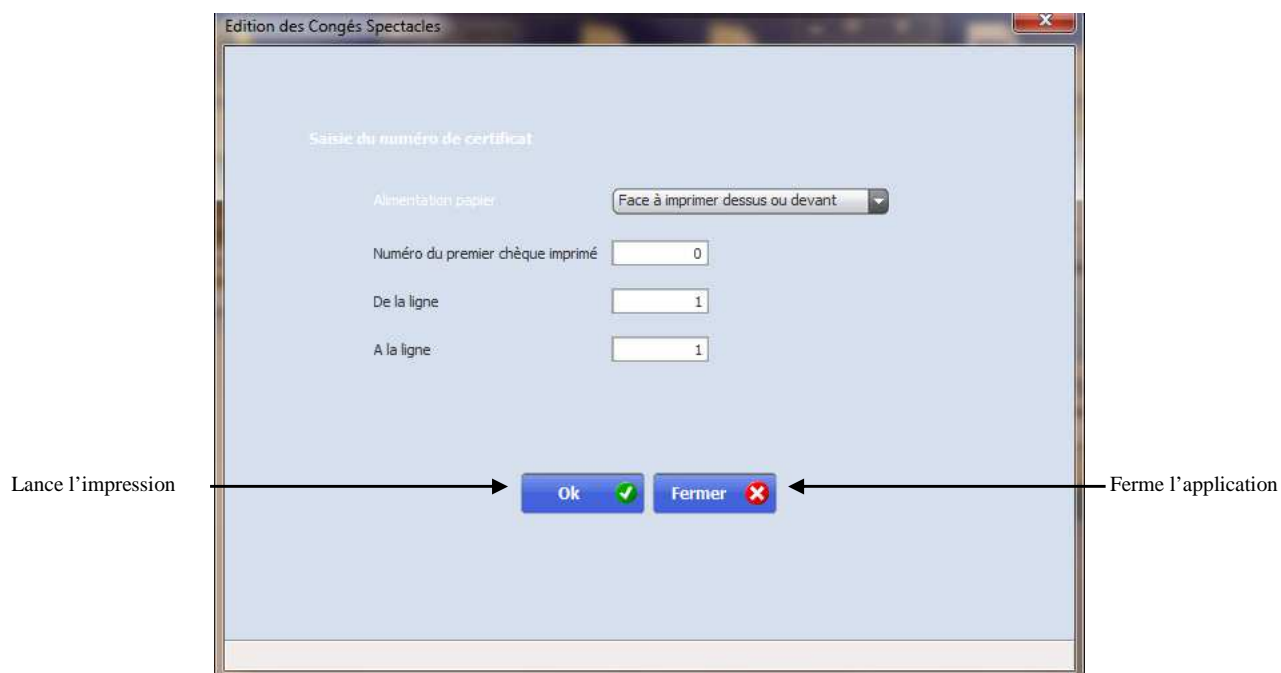 Edition des Congés Spectacles
Saisie du numéro de certificat
Alimentation papier
Face à imprimer dessus ou devant
Numéro du premier chèque imprimé 0
De la ligne 1
A la ligne 1
Lance l’impression
Ok
Fermer
Ferme l’application